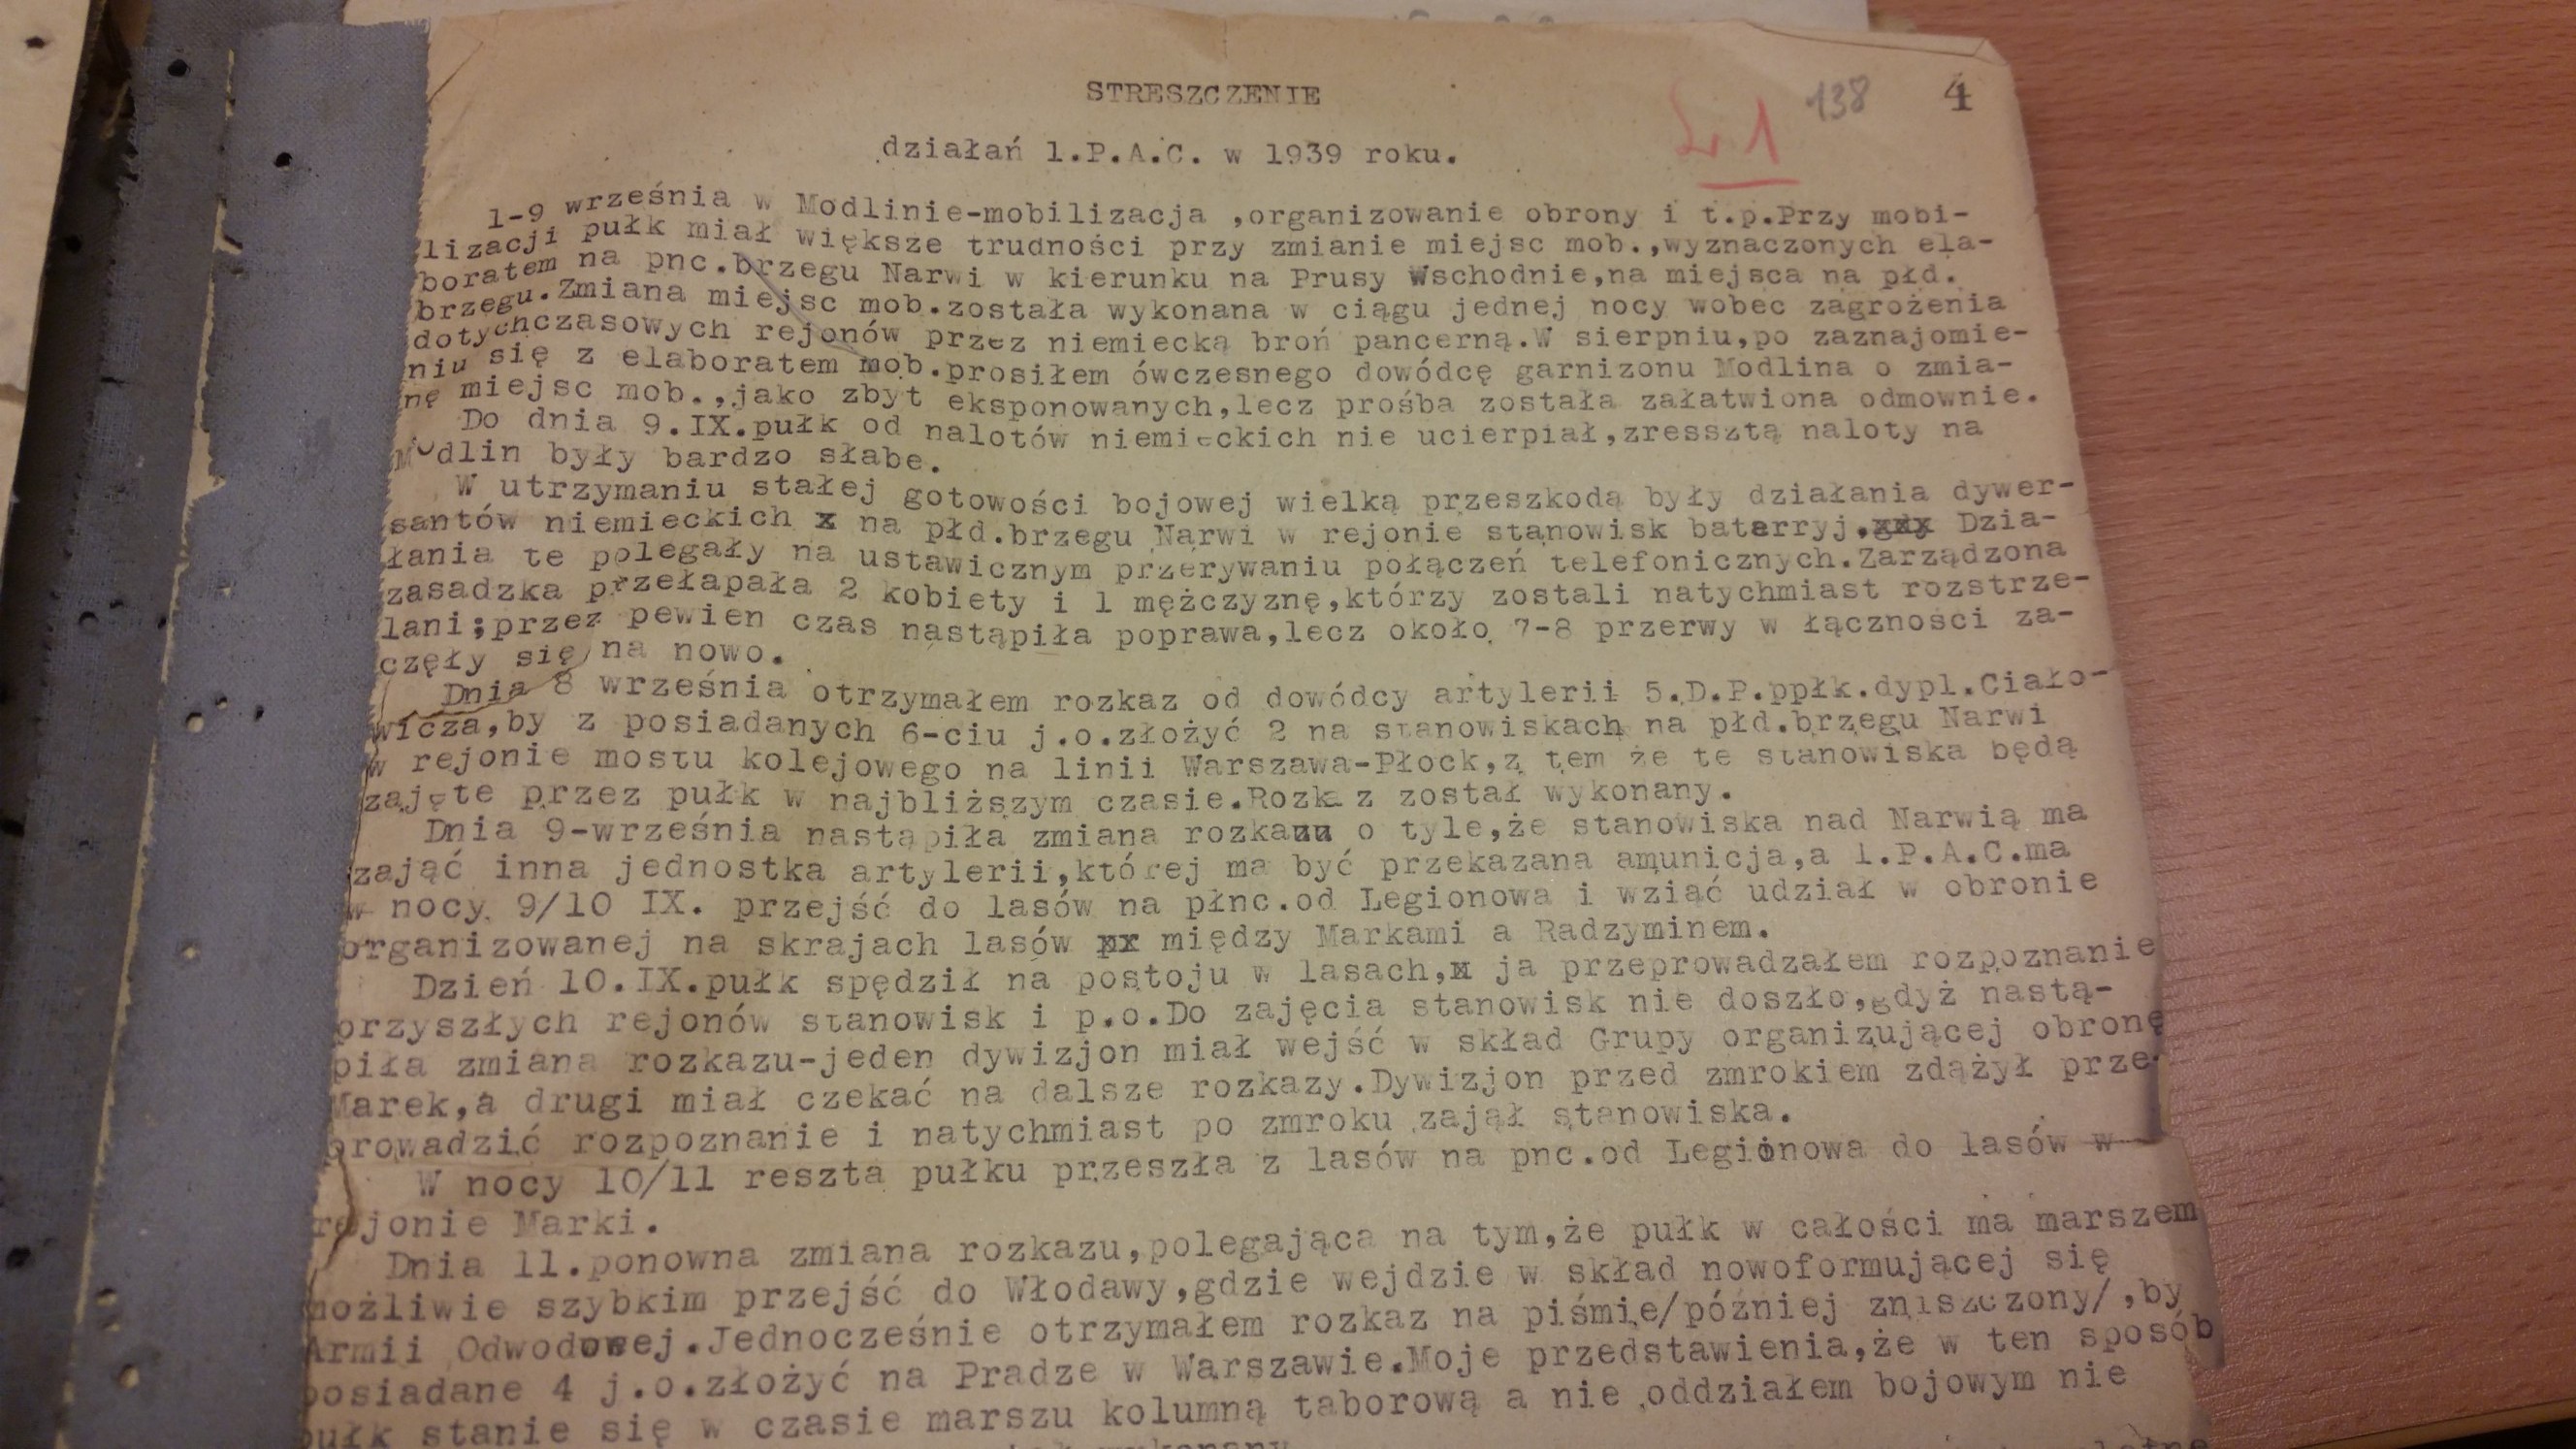 138 4
STRESZCZENIE
działań 1.P.A.C. w 1939 roku.
1-9 września w Modlinie-mobilizacja ,organizowanie obrony i t.p.Przy mobi-
lizacji pułk miał większe trudności przy zmianie miejsc mob.,wyznaczonych ela-
boratem na pnc.brzegu Narwi w kierunku na Prusy Wschodnie,na miejsca na płd.
brzegu.Zmiana miejsc mob.została wykonana w ciągu jednej nocy wobec zagrożenia
dotychczasowych rejonów przez niemiecką broń pancerną.W sierpniu,po zaznajomie-
niu się z elaboratem mob.prosiłem ówczesnego dowódcę garnizonu Modlina o zmia-
nę miejsc mob.,jako zbyt eksponowanych,lecz prośba została załatwiona odmownie.
Do dnia 9.IX.pułk od nalotów niemieckich nie ucierpiał,zressztą naloty na
Modlin były bardzo słabe.
W utrzymaniu stałej gotowości bojowej wielką przeszkodą były działania dywer-
santów niemieckich x na płd.brzegu Narwi w rejonie stanowisk baterryj. Dzia-
łania te polegały na ustawicznym przerywaniu połączeń telefonicznych.Zarządzona
zasadzka przełapała 2 kobiety i 1 mężczyznę,którzy zostali natychmiast rozstrze-
lani;przez pewien czas nastąpiła poprawa,lecz około 7-8 przerwy w łączności za-
częły się na nowo.
Dnia 8 września otrzymałem rozkaz od dowódcy artylerii 5.D.P.ppłk.dypl.Ciało-
wicza,by z posiadanych 6-ciu j.o.złożyć 2 na stanowiskach na płd.brzegu Narwi
w rejonie mostu kolejowego na linii Warszawa-Płock,z tem że te stanowiska będą
zajęte przez pułk w najbliższym czasie.Rozk z został wykonany.
Dnia 9-września nastąpiła zmiana rozkazu o tyle,że stanowiska nad Narwią ma
zająć inna jednostka artylerii,której ma być przekazana amunicja,a 1.P.A.C.ma
w nocy 9/10 IX. przejść do lasów na płnc.od Legionowa i wziąć udział w obronie
organizowanej na skrajach lasów xx między Markami a Radzyminem.
Dzień 10.IX.pułk spędził na postoju w lasach,x ja przeprowadzałem rozpoznanie
przyszłych rejonów stanowisk i p.o.Do zajęcia stanowisk nie doszło,gdyż nastą-
piła zmiana rozkazu-jeden dywizjon miał wejść w skład Grupy organizującej obronę
Marek,a drugi miał czekać na dalsze rozkazy.Dywizjon przed zmrokiem zdążył prze-
prowadzić rozpoznanie i natychmiast po zmroku zajął stanowiska.
W nocy 10/11 reszta pułku przeszła z lasów na pnc.od Legionowa do lasów w
rejonie Marki.
Dnia 11.ponowna zmiana rozkazu,polegająca na tym,że pułk w całości ma marszem
możliwie szybkim przejść do Włodawy,gdzie wejdzie w skład nowoformującej się
Armii Odwodowej.Jednocześnie otrzymałem rozkaz na piśmie/później zniszczony/,by
posiadane 4 j.o.złożyć na Pradze w Warszawie.Moje przedstawienia,że w ten sposób
pułk stanie się w czasie marszu kolumną taborową a nie oddziałem bojowym nie